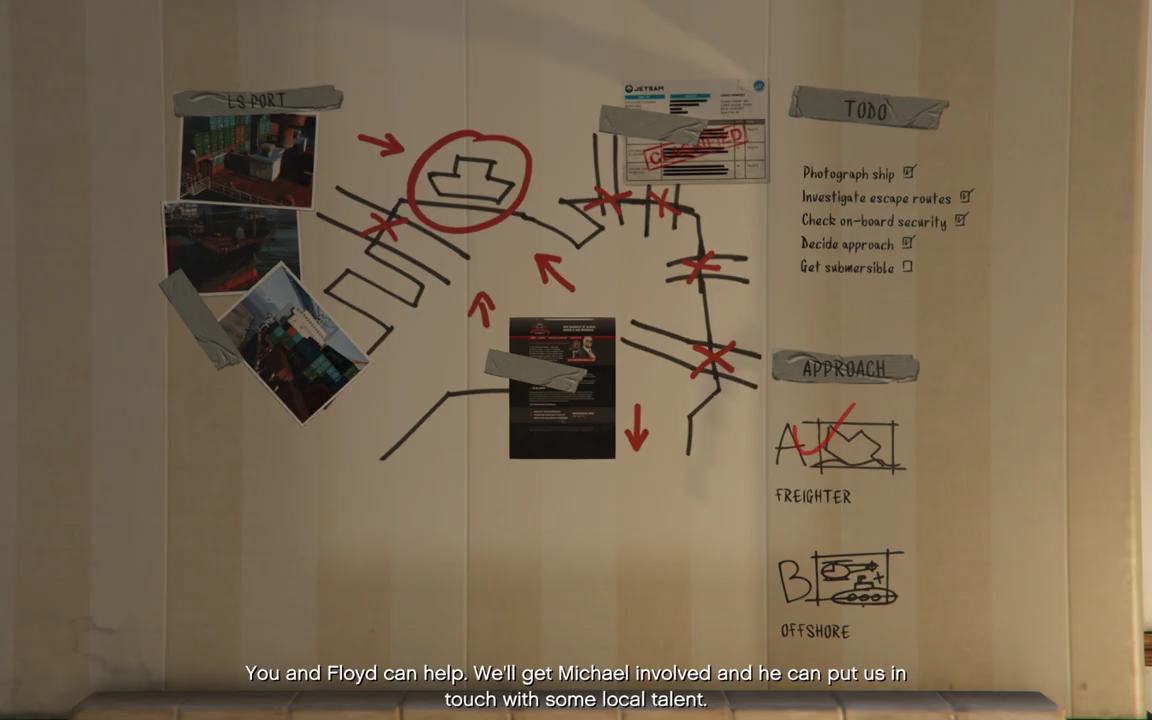 LS PORT
JETSAM
CLASSIFIED
TODO
Photograph ship
Investigate escape routes
Check on-board security
Decide approach
Get submersible
APPROACH
A
FREIGHTER
B
OFFSHORE
You and Floyd can help. We'll get Michael involved and he can put us in
touch with some local talent.